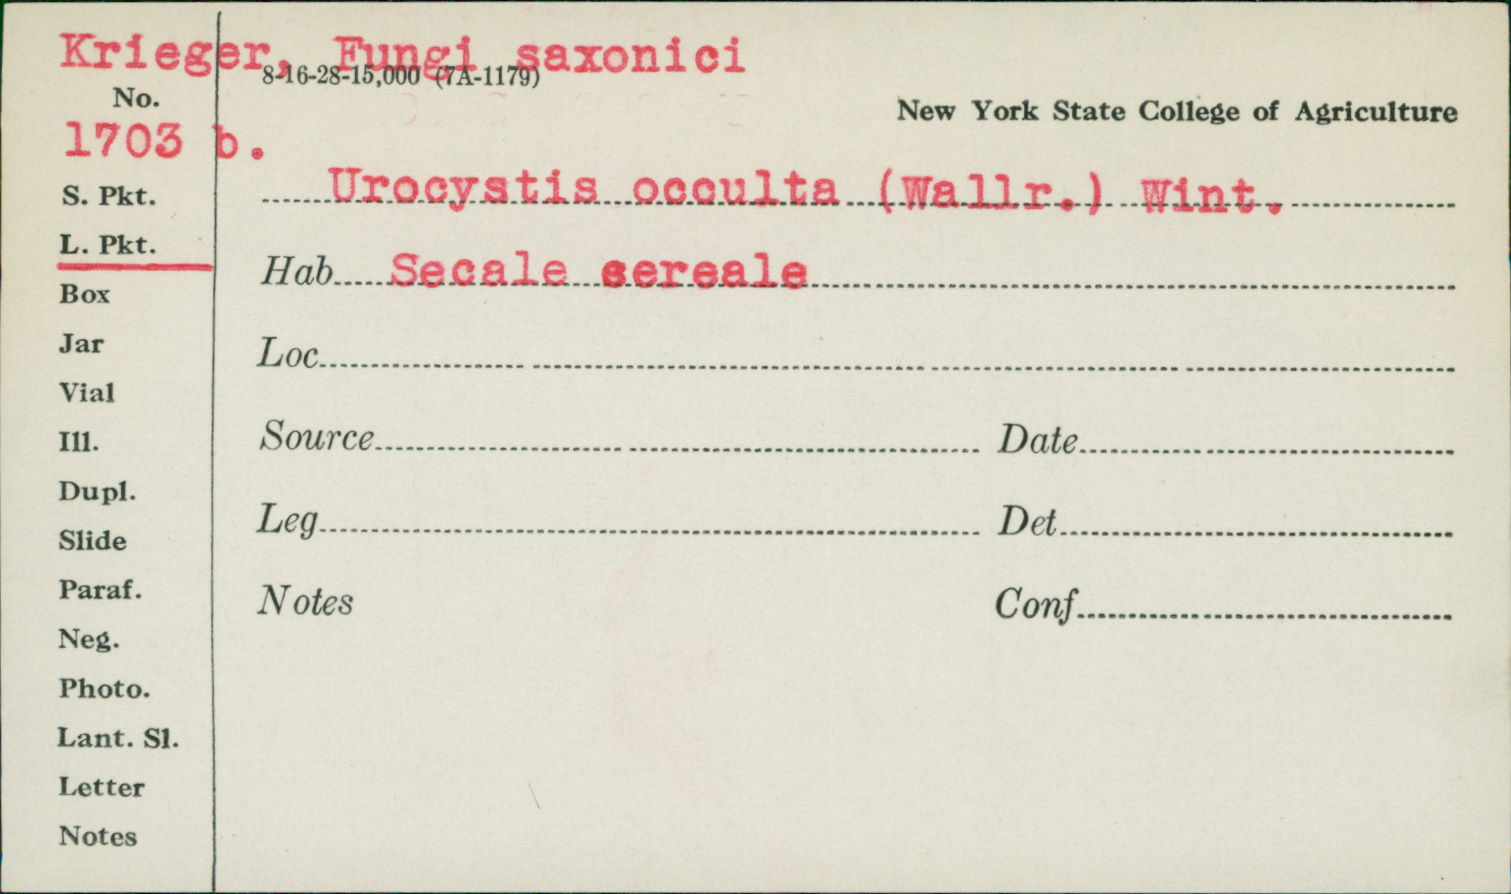 Krieger, Fungi saxonici
8-16-28-15,000 (7A-1179)
No.
New York State College of Agriculture
1703 b.
S. Pkt.
Urocystis occulta (Wallr.) Wint.
L. Pkt.
Hab. Secale sereale
Box
Jar
Loc.
Vial
Ill.
Source
Date
Dupl.
Leg.
Det.
Slide
Paraf.
Notes
Conf.
Neg.
Photo.
Lant. Sl.
Letter
Notes